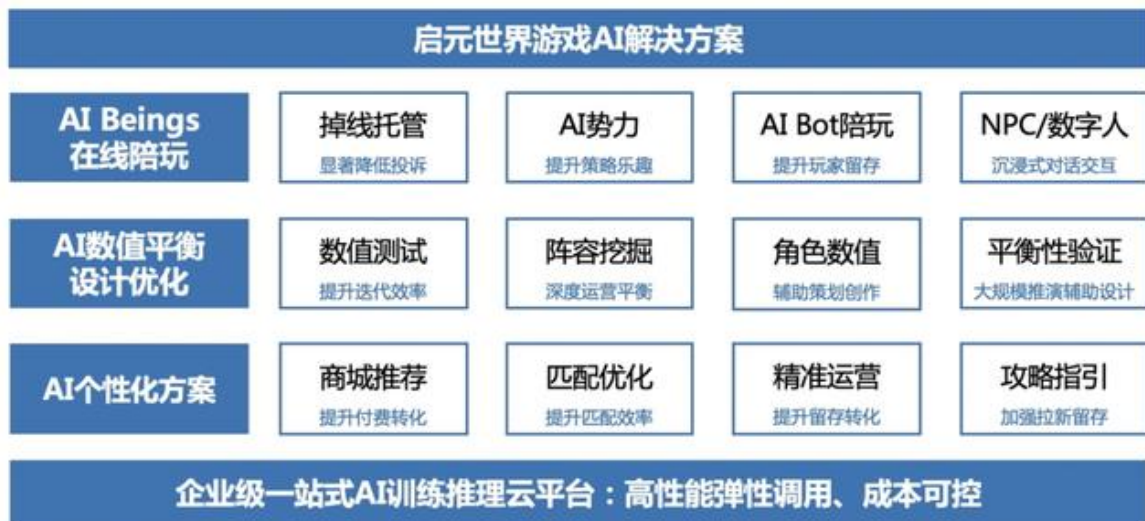 启元世界游戏AI解决方案
AI Beings
在线陪玩
掉线托管
显著降低投诉
AI势力
提升策略乐趣
AI Bot陪玩
提升玩家留存
NPC/数字人
沉浸式对话交互
AI数值平衡
设计优化
数值测试
提升迭代效率
阵容挖掘
深度运营平衡
角色数值
辅助策划创作
平衡性验证
大规模推演辅助设计
AI个性化方案
商城推荐
提升付费转化
匹配优化
提升匹配效率
精准运营
提升留存转化
攻略指引
加强拉新留存
企业级一站式AI训练推理云平台：高性能弹性调用、成本可控